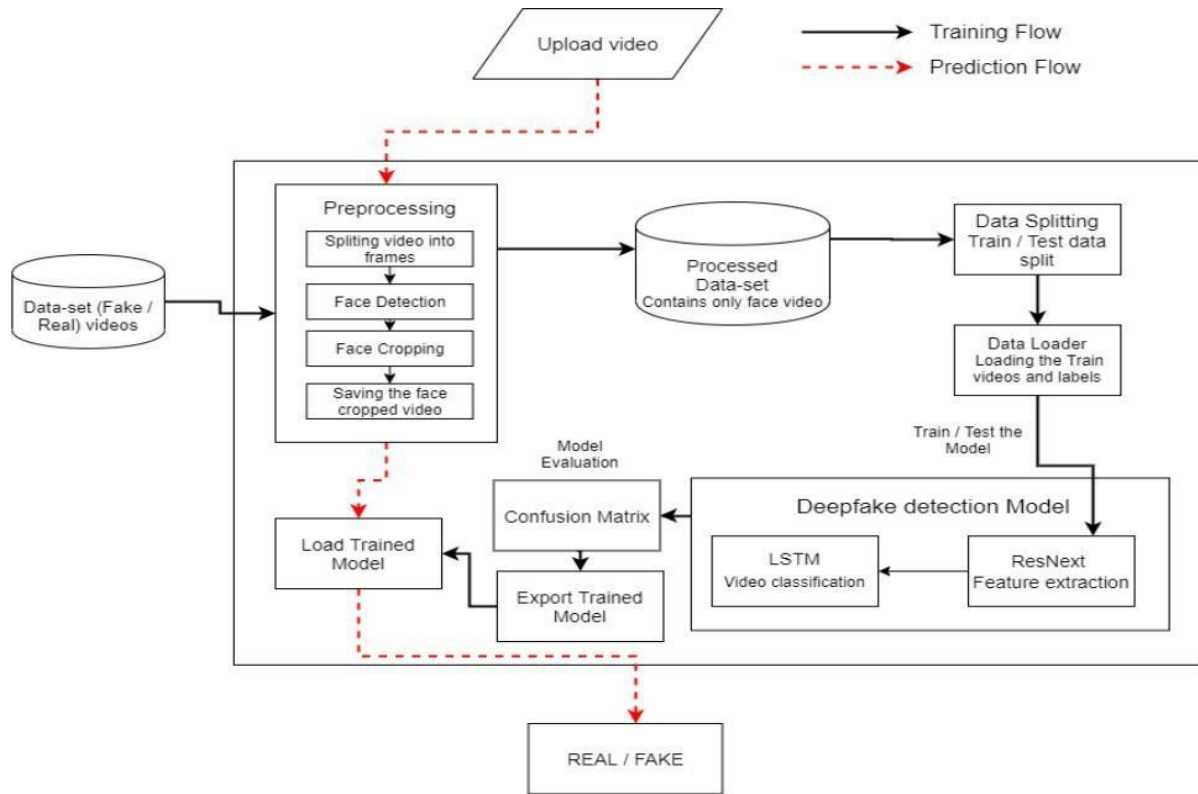 Upload video
Training Flow
Prediction Flow
Preprocessing
Spliting video into
frames
Face Detection
Face Cropping
Saving the face
cropped video
Data-set (Fake /
Real) videos
Processed
Data-set
Contains only face video
Data Splitting
Train / Test data
split
Data Loader
Loading the Train
videos and labels
Train / Test the
Model
Model
Evaluation
Deepfake detection Model
Confusion Matrix
LSTM
Video classification
ResNext
Feature extraction
Load Trained
Model
Export Trained
Model
REAL / FAKE